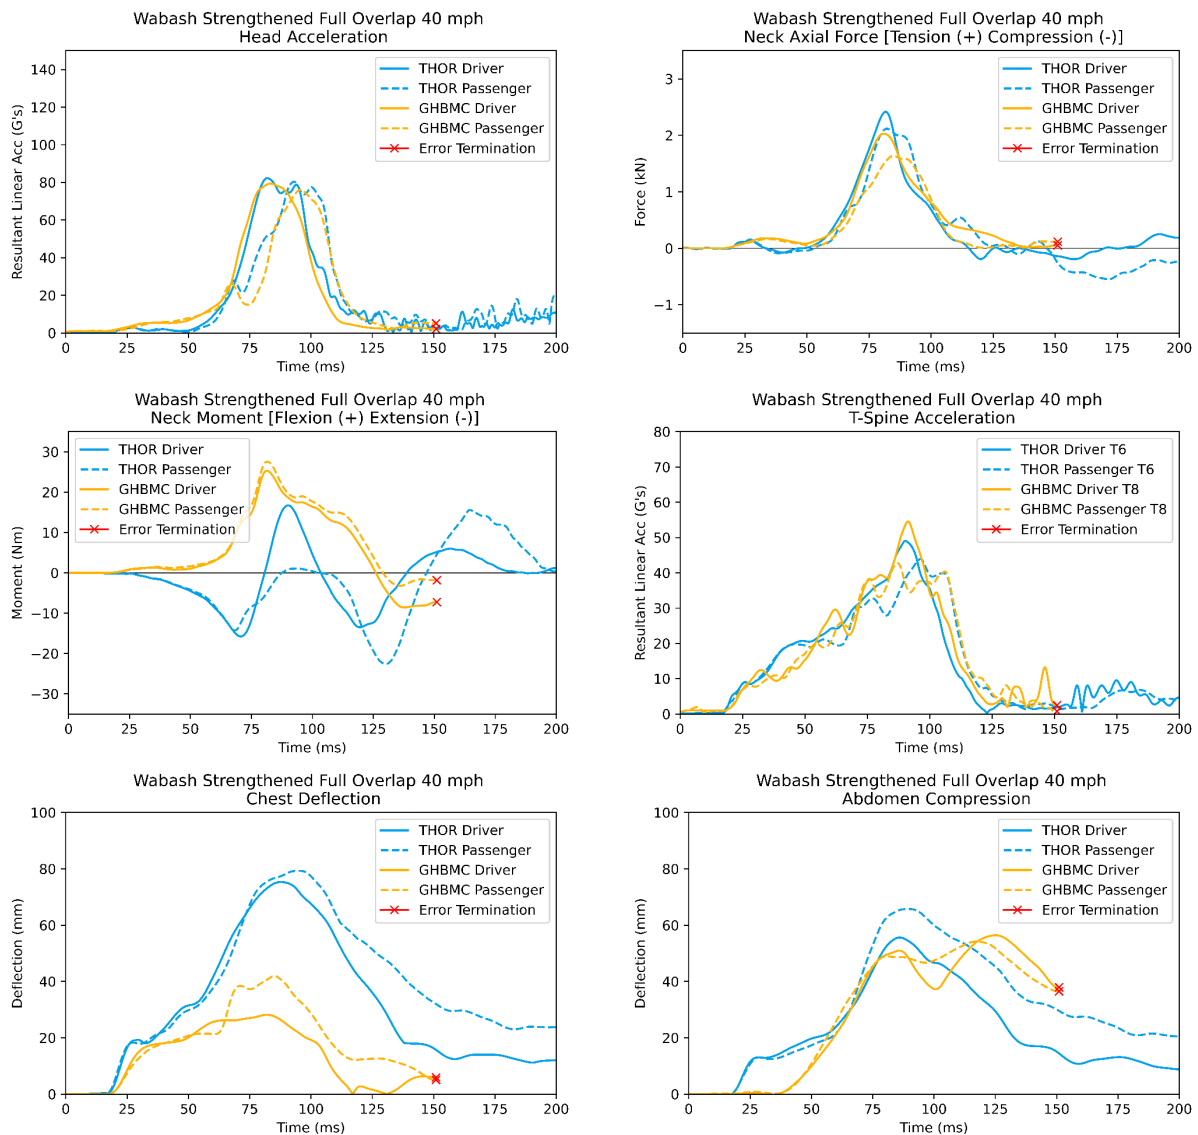 Wabash Strengthened Full Overlap 40 mph
Head Acceleration
140
120
100
80
60
40
20
0
Resultant Linear Acc (G's)
THOR Driver
THOR Passenger
GHBMC Driver
GHBMC Passenger
Error Termination
0 25 50 75 100 125 150 175 200
Time (ms)
Wabash Strengthened Full Overlap 40 mph
Neck Axial Force [Tension (+) Compression (-)]
3
2
1
0
−1
Force (kN)
THOR Driver
THOR Passenger
GHBMC Driver
GHBMC Passenger
Error Termination
0 25 50 75 100 125 150 175 200
Time (ms)
Wabash Strengthened Full Overlap 40 mph
Neck Moment [Flexion (+) Extension (-)]
30
20
10
0
−10
−20
−30
Moment (Nm)
THOR Driver
THOR Passenger
GHBMC Driver
GHBMC Passenger
Error Termination
0 25 50 75 100 125 150 175 200
Time (ms)
Wabash Strengthened Full Overlap 40 mph
T-Spine Acceleration
80
70
60
50
40
30
20
10
0
Resultant Linear Acc (G's)
THOR Driver T6
THOR Passenger T6
GHBMC Driver T8
GHBMC Passenger T8
Error Termination
0 25 50 75 100 125 150 175 200
Time (ms)
Wabash Strengthened Full Overlap 40 mph
Chest Deflection
100
80
60
40
20
0
Deflection (mm)
THOR Driver
THOR Passenger
GHBMC Driver
GHBMC Passenger
Error Termination
0 25 50 75 100 125 150 175 200
Time (ms)
Wabash Strengthened Full Overlap 40 mph
Abdomen Compression
100
80
60
40
20
0
Deflection (mm)
THOR Driver
THOR Passenger
GHBMC Driver
GHBMC Passenger
Error Termination
0 25 50 75 100 125 150 175 200
Time (ms)